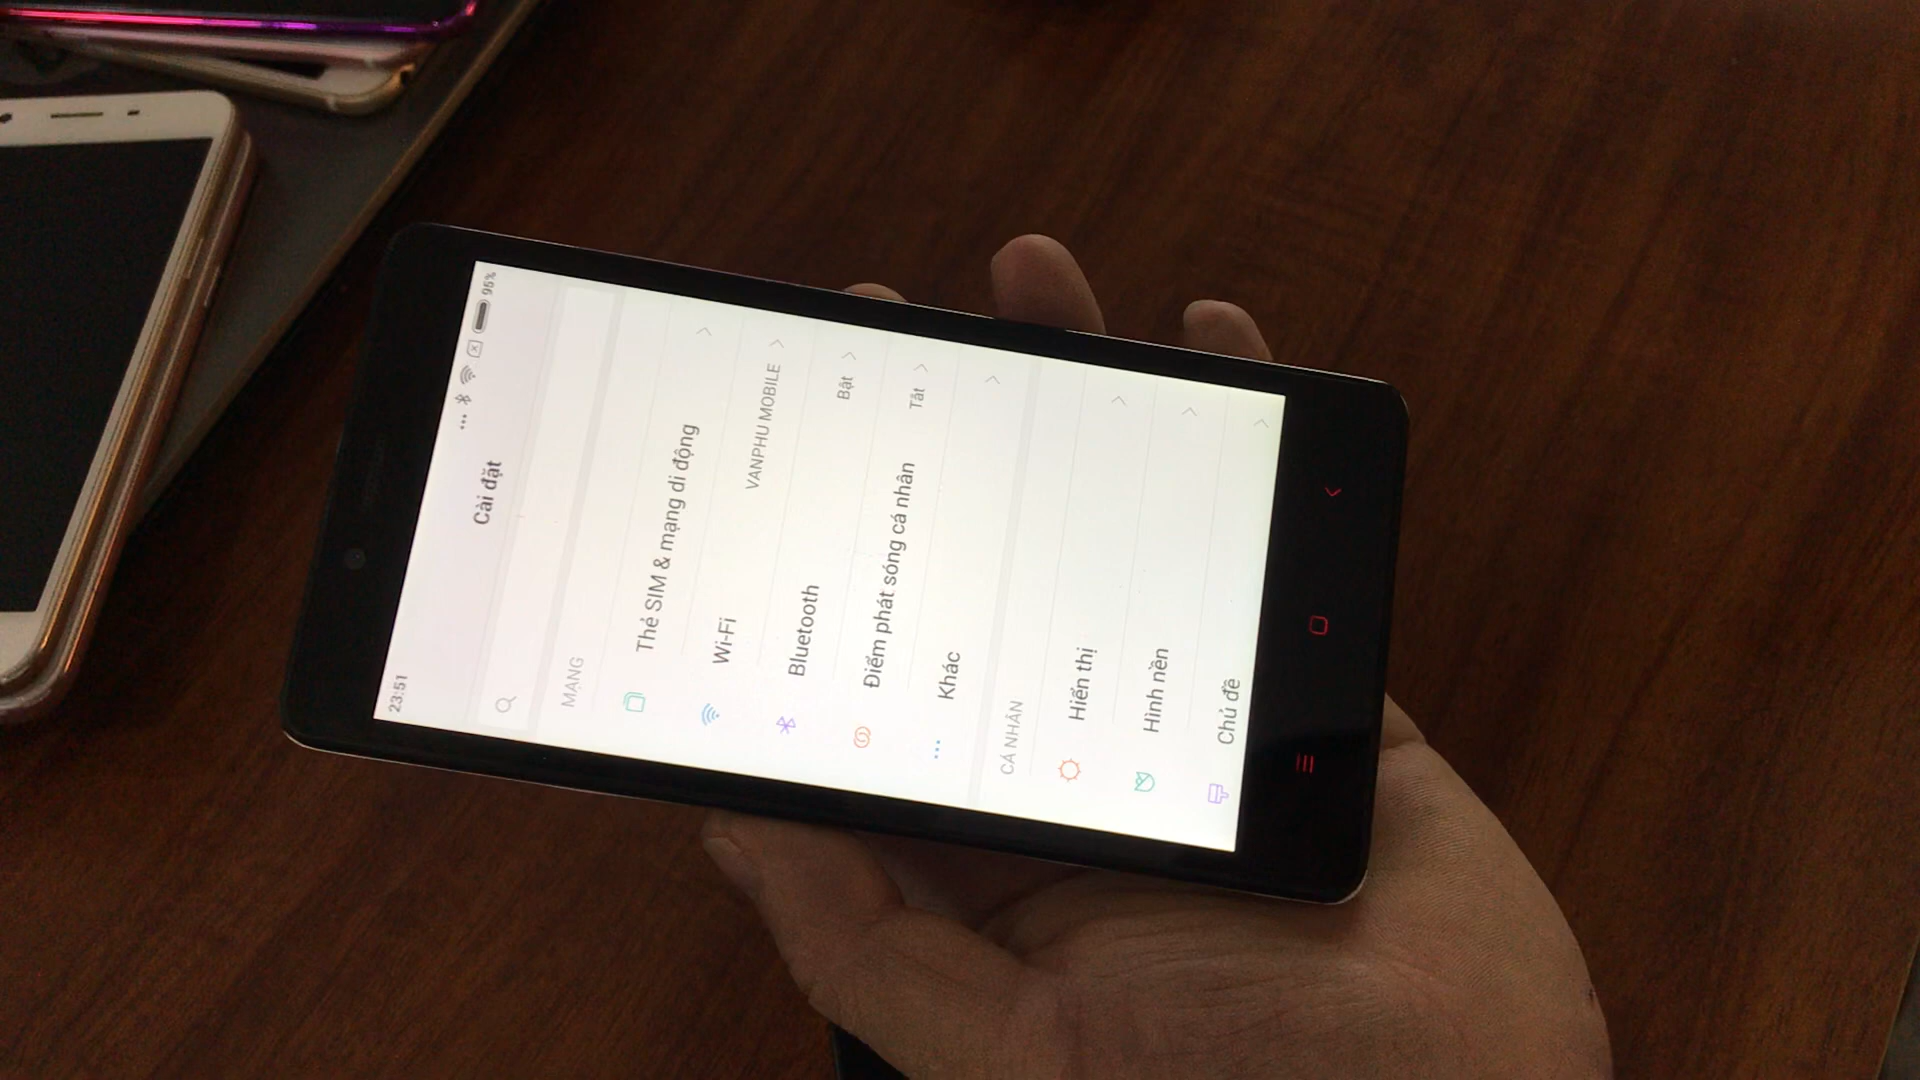 23:51
95%
Cài đặt
MẠNG
Thẻ SIM & mạng di động
Wi-Fi VANPHU MOBILE
Bluetooth Bật
Điểm phát sóng cá nhân Tắt
Khác
CÁ NHÂN
Hiển thị
Hình nền
Chủ đề